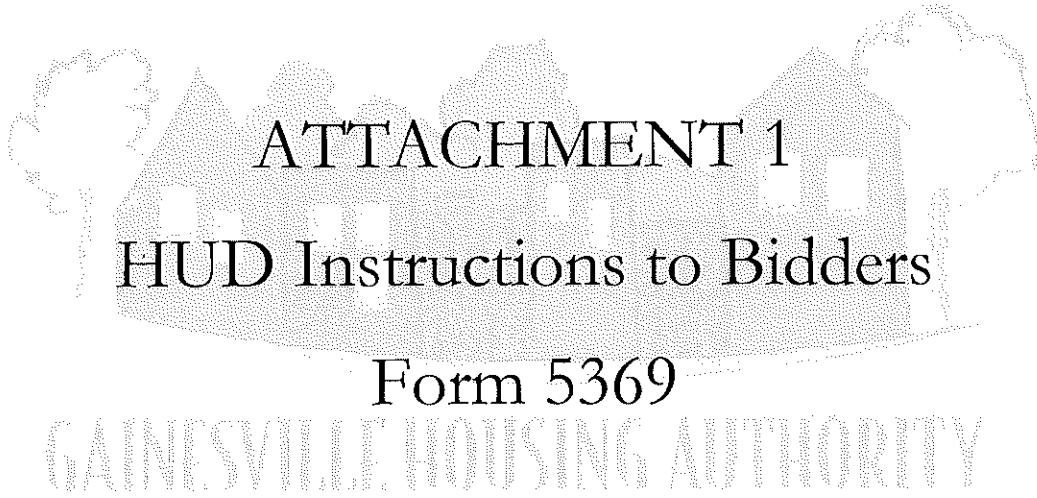 ATTACHMENT 1
HUD Instructions to Bidders
Form 5369
GAINESVILLE HOUSING AUTHORITY